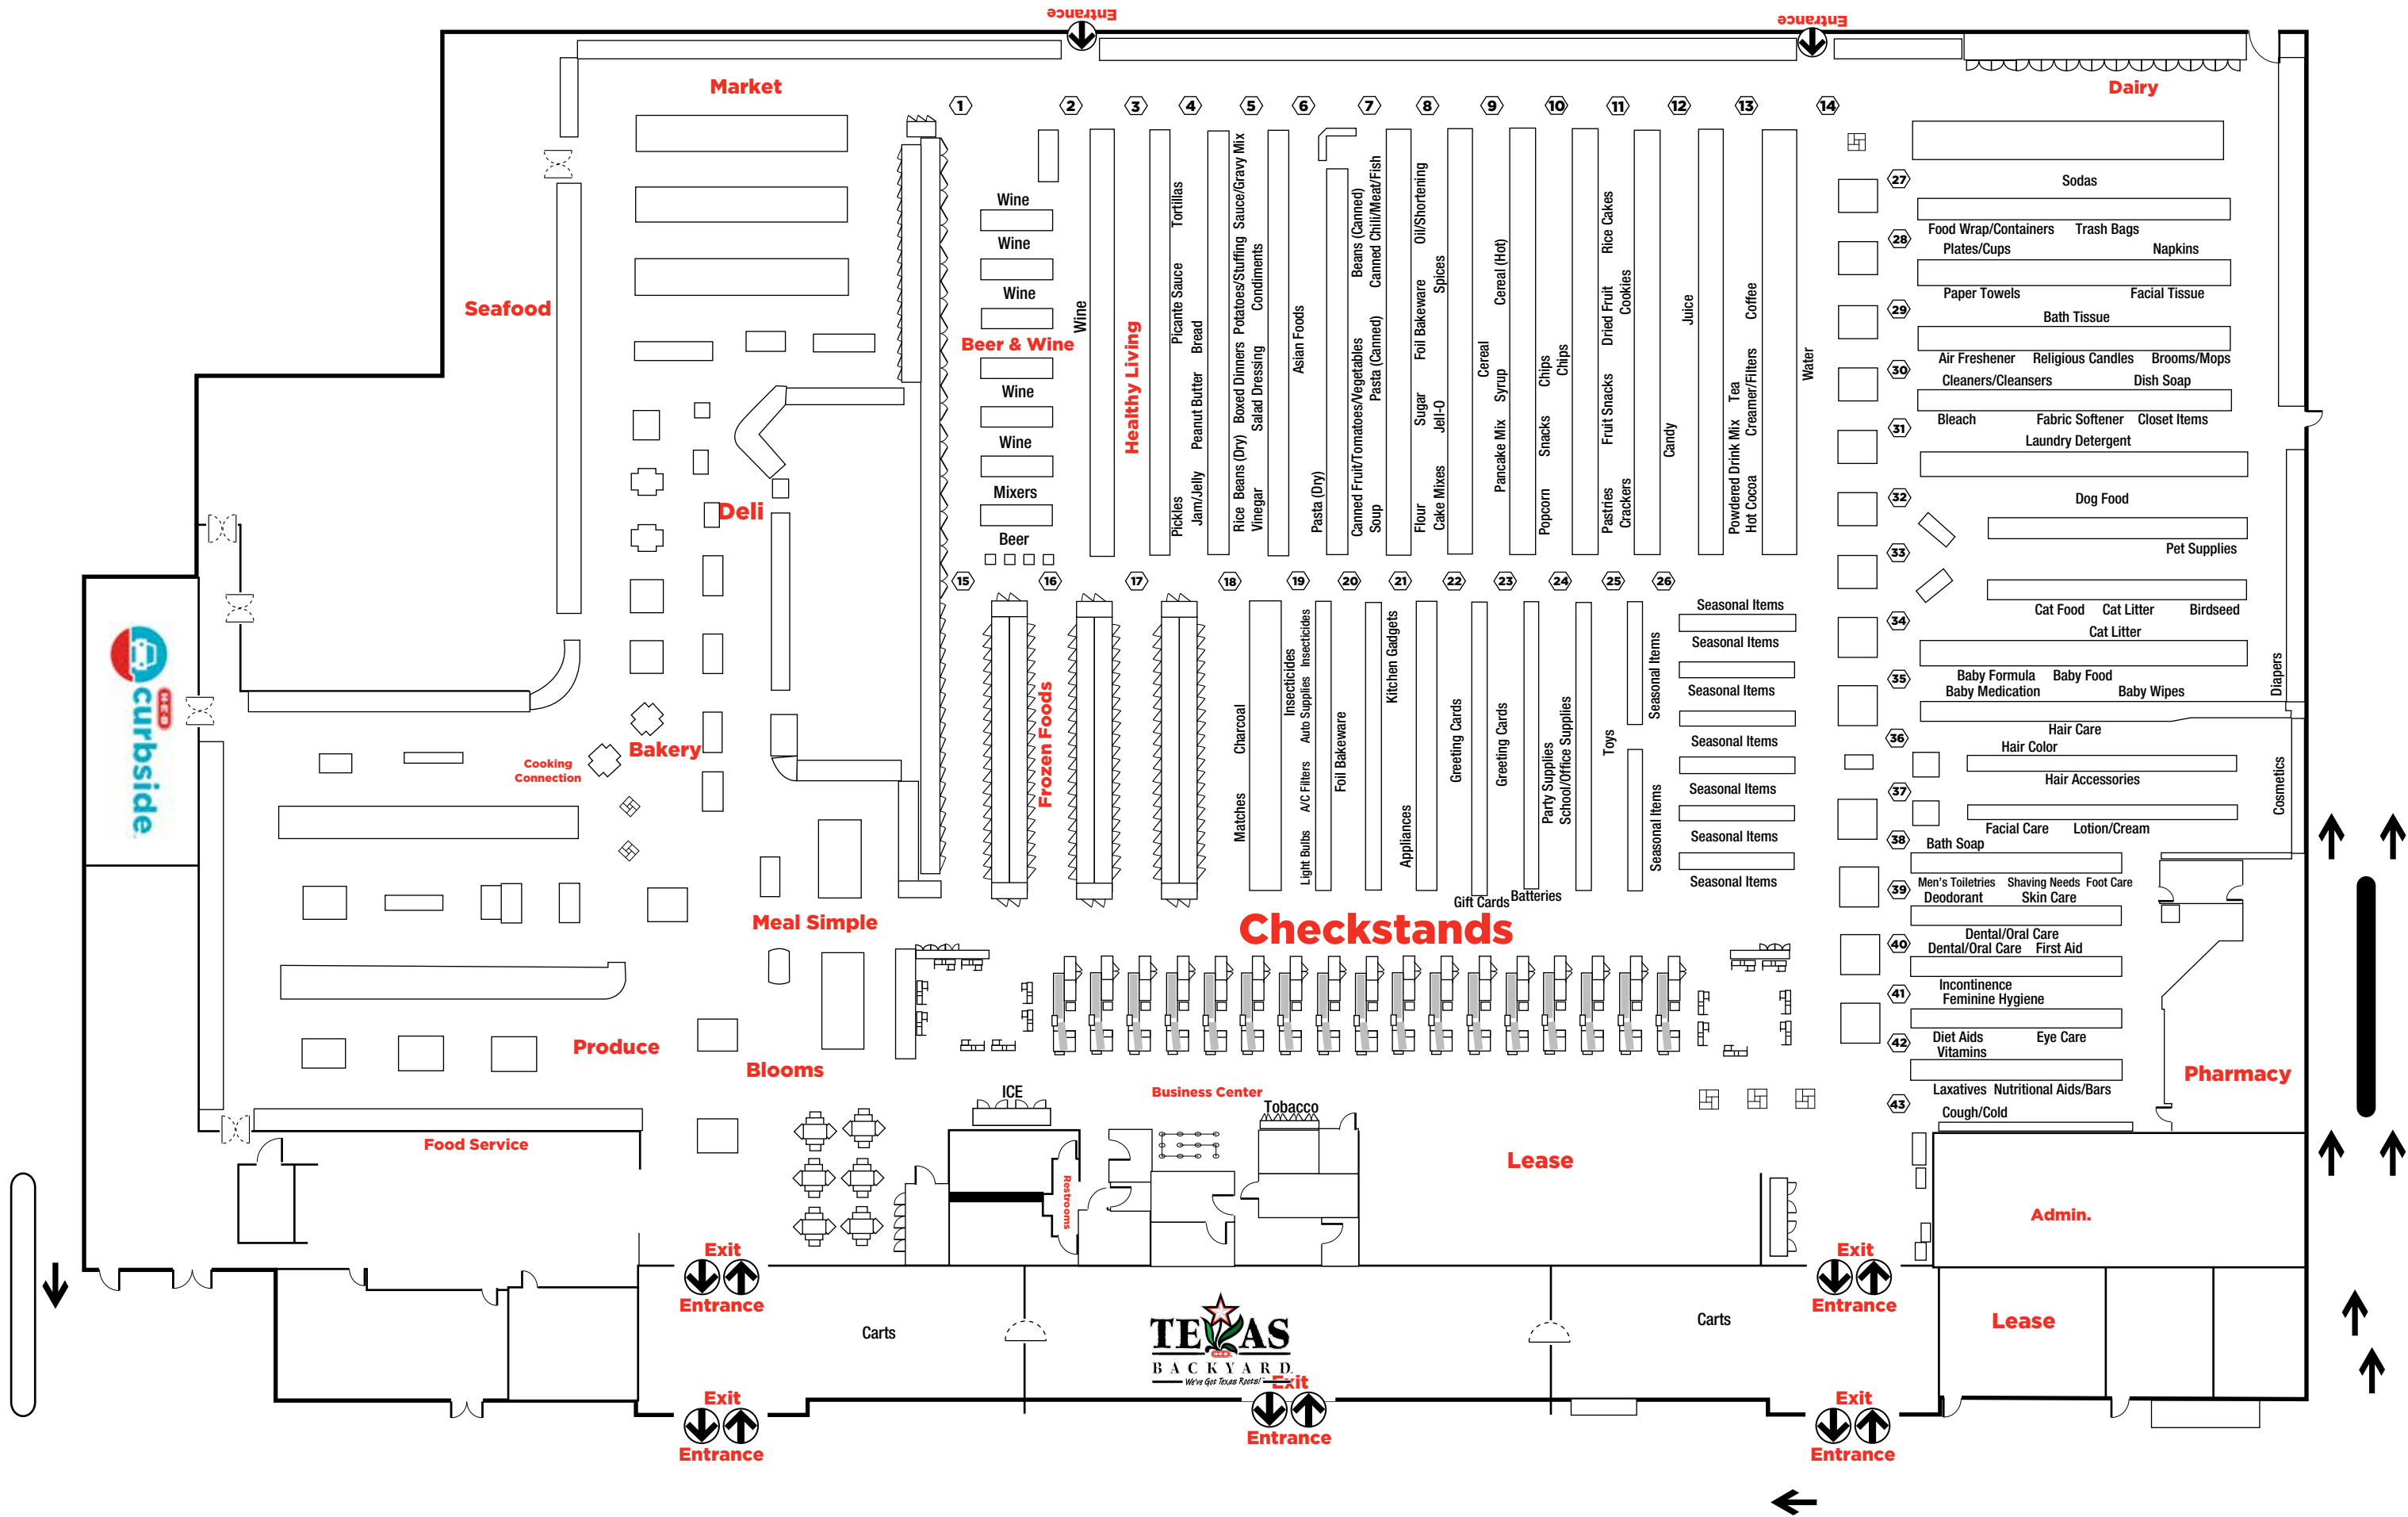 Entrance
Entrance
Market
Dairy
1
2
3
4
5
6
7
8
9
10
11
12
13
14
Wine
Wine
Wine
Beer & Wine
Wine
Wine
Mixers
Beer
Wine
Healthy Living
Pickles Picante Sauce Tortillas
Jam/Jelly Peanut Butter Bread
Rice Beans (Dry) Boxed Dinners Potatoes/Stuffing Sauce/Gravy Mix
Vinegar Salad Dressing Condiments
Asian Foods
Pasta (Dry)
Canned Fruit/Tomatoes/Vegetables Beans (Canned)
Soup Pasta (Canned) Canned Chili/Meat/Fish
Flour Sugar Foil Bakeware Oil/Shortening
Cake Mixes Jell-O Spices
Cereal
Pancake Mix Syrup Cereal (Hot)
Popcorn Snacks Chips
Chips
Pastries Fruit Snacks Dried Fruit Rice Cakes
Crackers Cookies
Candy
Juice
Powdered Drink Mix Tea
Hot Cocoa Creamer/Filters Coffee
Water
Seafood
Deli
Bakery
Cooking
Connection
H-E-B
curbside
27
Sodas
28
Food Wrap/Containers Trash Bags
Plates/Cups Napkins
29
Paper Towels Facial Tissue
Bath Tissue
30
Air Freshener Religious Candles Brooms/Mops
Cleaners/Cleansers Dish Soap
31
Bleach Fabric Softener Closet Items
Laundry Detergent
32
Dog Food
33
Pet Supplies
34
Cat Food Cat Litter Birdseed
Cat Litter
35
Baby Formula Baby Food
Baby Medication Baby Wipes
Diapers
36
Hair Care
Hair Color
37
Hair Accessories
Cosmetics
38
Facial Care Lotion/Cream
Bath Soap
39
Men's Toiletries Shaving Needs Foot Care
Deodorant Skin Care
40
Dental/Oral Care
Dental/Oral Care First Aid
41
Incontinence
Feminine Hygiene
42
Diet Aids Eye Care
Vitamins
43
Laxatives Nutritional Aids/Bars
Cough/Cold
15
16
17
18
19
20
21
22
23
24
25
26
Frozen Foods
Matches Charcoal
Insecticides
Light Bulbs A/C Filters Auto Supplies Insecticides
Foil Bakeware
Kitchen Gadgets
Appliances
Greeting Cards
Greeting Cards
Party Supplies
School/Office Supplies
Toys
Seasonal Items
Seasonal Items
Seasonal Items
Seasonal Items
Seasonal Items
Seasonal Items
Seasonal Items
Seasonal Items
Seasonal Items
Gift Cards
Batteries
Checkstands
Meal Simple
Produce
Blooms
Food Service
ICE
Business Center
Tobacco
Restrooms
Lease
Pharmacy
Admin.
Lease
Exit
Entrance
Exit
Entrance
Carts
Carts
TEXAS
BACKYARD
We've Got Texas Roots!
Exit
Entrance
Exit
Entrance
Exit
Entrance